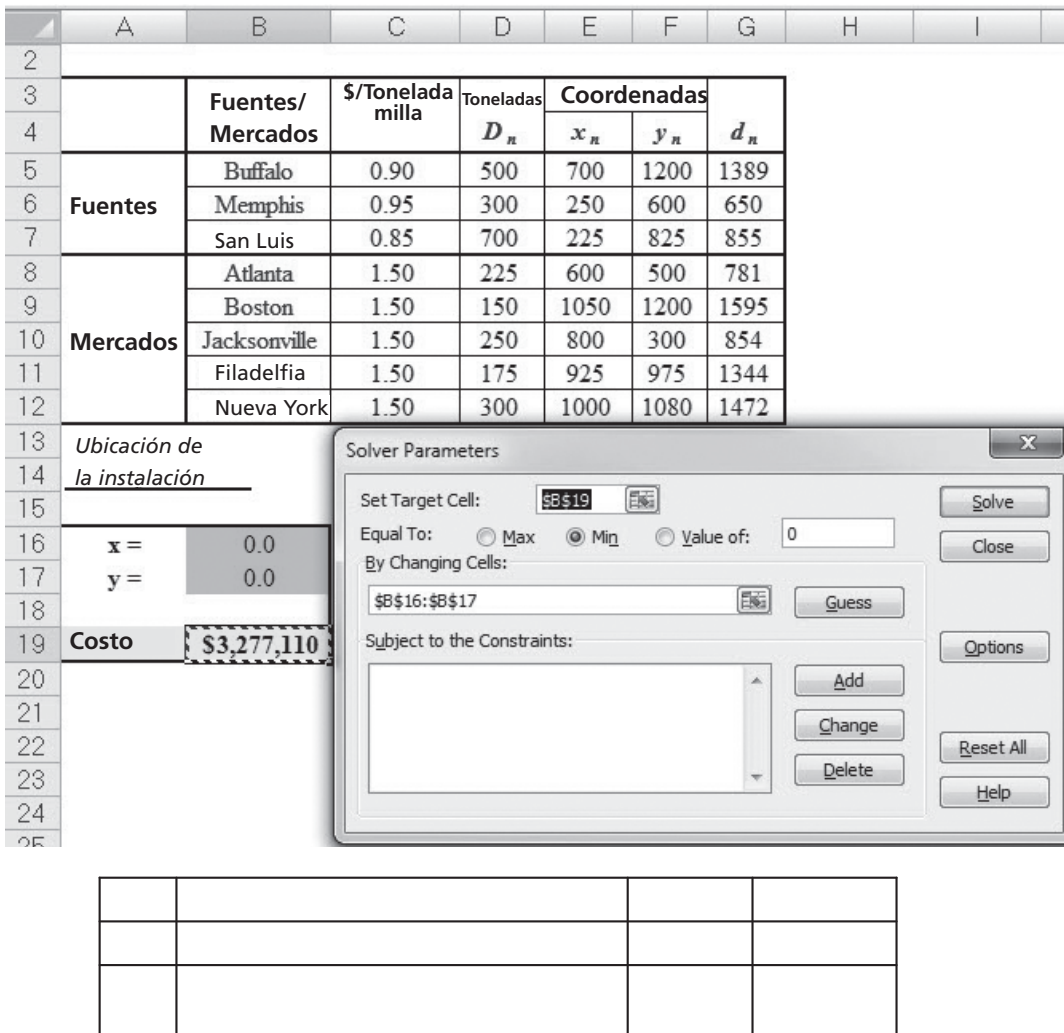 A B C D E F G H I
2
3 Fuentes/ $/Tonelada Toneladas Coordenadas
milla
4 Mercados D n x n y n d n
5 Buffalo 0.90 500 700 1200 1389
6 Fuentes Memphis 0.95 300 250 600 650
7 San Luis 0.85 700 225 825 855
8 Atlanta 1.50 225 600 500 781
9 Boston 1.50 150 1050 1200 1595
10 Mercados Jacksonville 1.50 250 800 300 854
11 Filadelfia 1.50 175 925 975 1344
12 Nueva York 1.50 300 1000 1080 1472
13 Ubicación de
14 la instalación
15
16 x = 0.0
17 y = 0.0
18
19 Costo $3,277,110
20
21
22
23
24
25
Solver Parameters
Set Target Cell: $B$19 Solve
Equal To: Max Min Value of: 0 Close
By Changing Cells:
$B$16:$B$17 Guess
Subject to the Constraints: Options
Add
Change
Reset All
Delete
Help